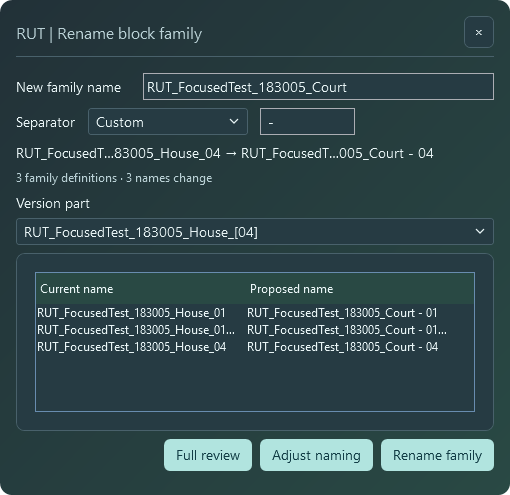 RUT | Rename block family ×
New family name RUT_FocusedTest_183005_Court
Separator Custom -
RUT_FocusedT...83005_House_04 → RUT_FocusedT...005_Court - 04
3 family definitions · 3 names change
Version part
RUT_FocusedTest_183005_House_[04]
Current name Proposed name
RUT_FocusedTest_183005_House_01 RUT_FocusedTest_183005_Court - 01
RUT_FocusedTest_183005_House_01... RUT_FocusedTest_183005_Court - 01...
RUT_FocusedTest_183005_House_04 RUT_FocusedTest_183005_Court - 04
Full review Adjust naming Rename family